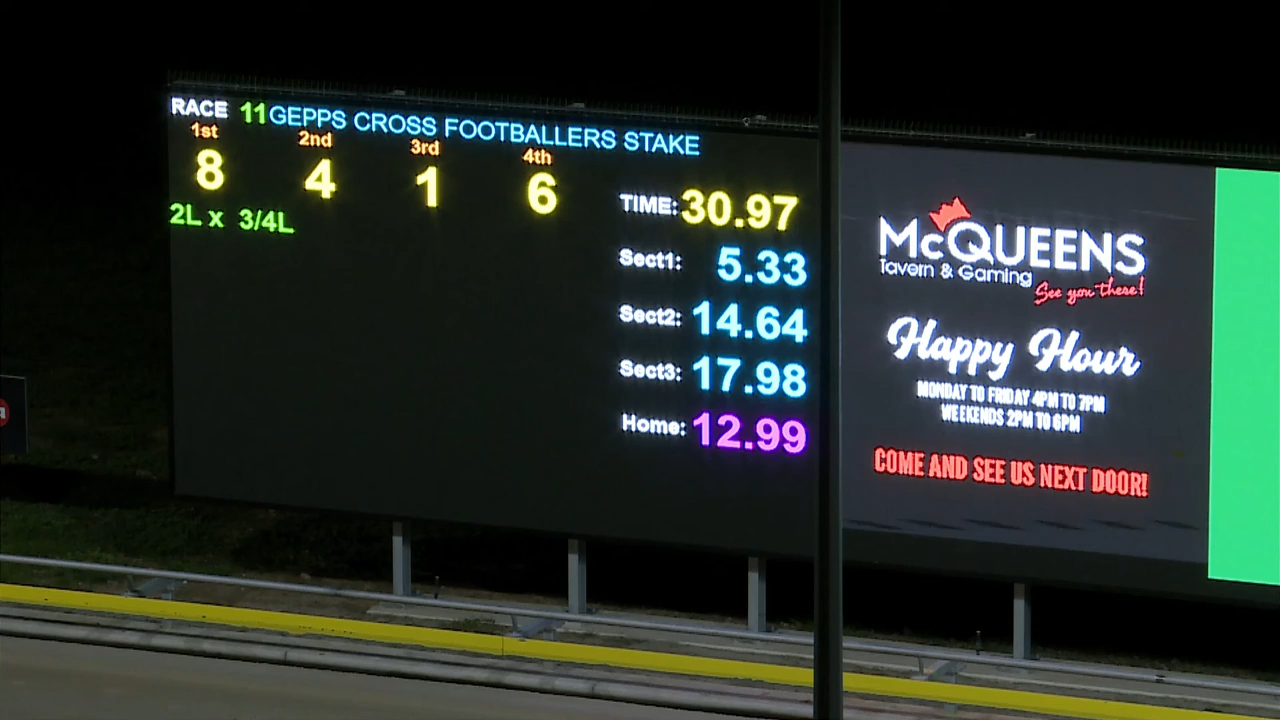 RACE 11 GEPPS CROSS FOOTBALLERS STAKE
1st 2nd 3rd 4th
8 4 1 6
2L x 3/4L
TIME: 30.97
Sect1: 5.33
Sect2: 14.64
Sect3: 17.98
Home: 12.99
McQUEENS
Tavern & Gaming
See you there!
Happy Hour
MONDAY TO FRIDAY 4PM TO 7PM
WEEKENDS 2PM TO 6PM
COME AND SEE US NEXT DOOR!